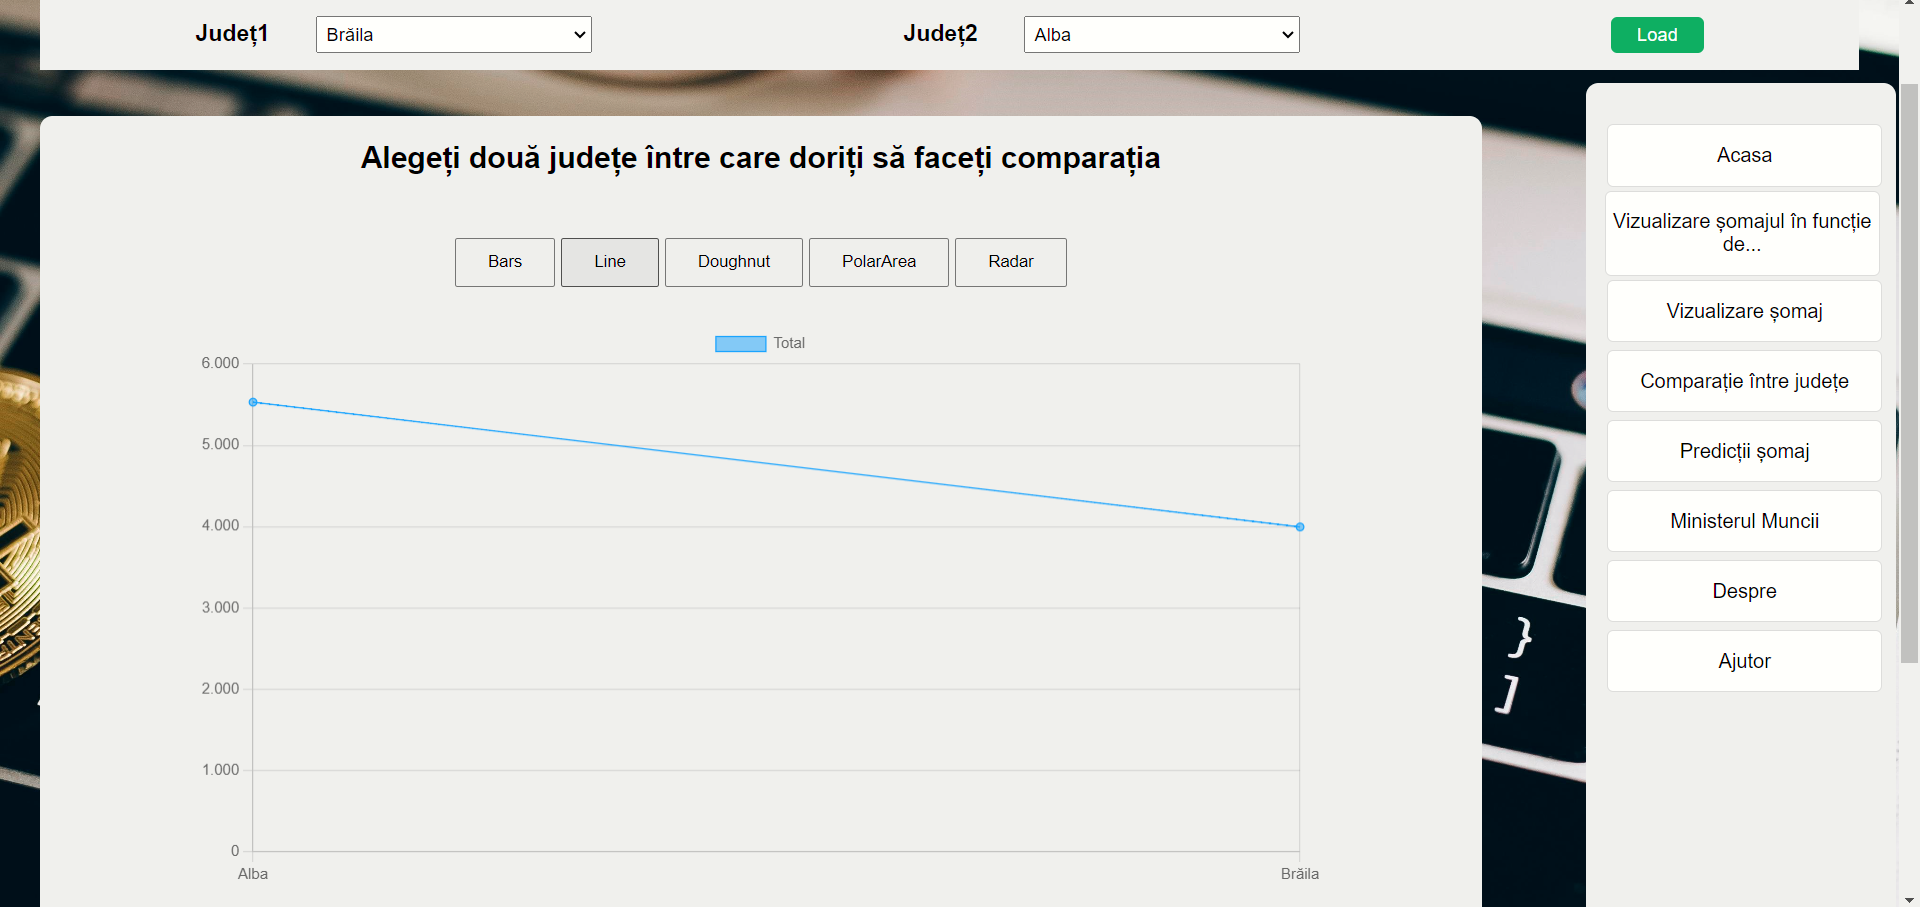 Județ1
Brăila
Județ2
Alba
Load
Alegeți două județe între care doriți să faceți comparația
Bars
Line
Doughnut
PolarArea
Radar
Total
6.000
5.000
4.000
3.000
2.000
1.000
0
Alba
Brăila
Acasa
Vizualizare șomajul în funcție
de...
Vizualizare șomaj
Comparație între județe
Predicții șomaj
Ministerul Muncii
Despre
Ajutor
}
]